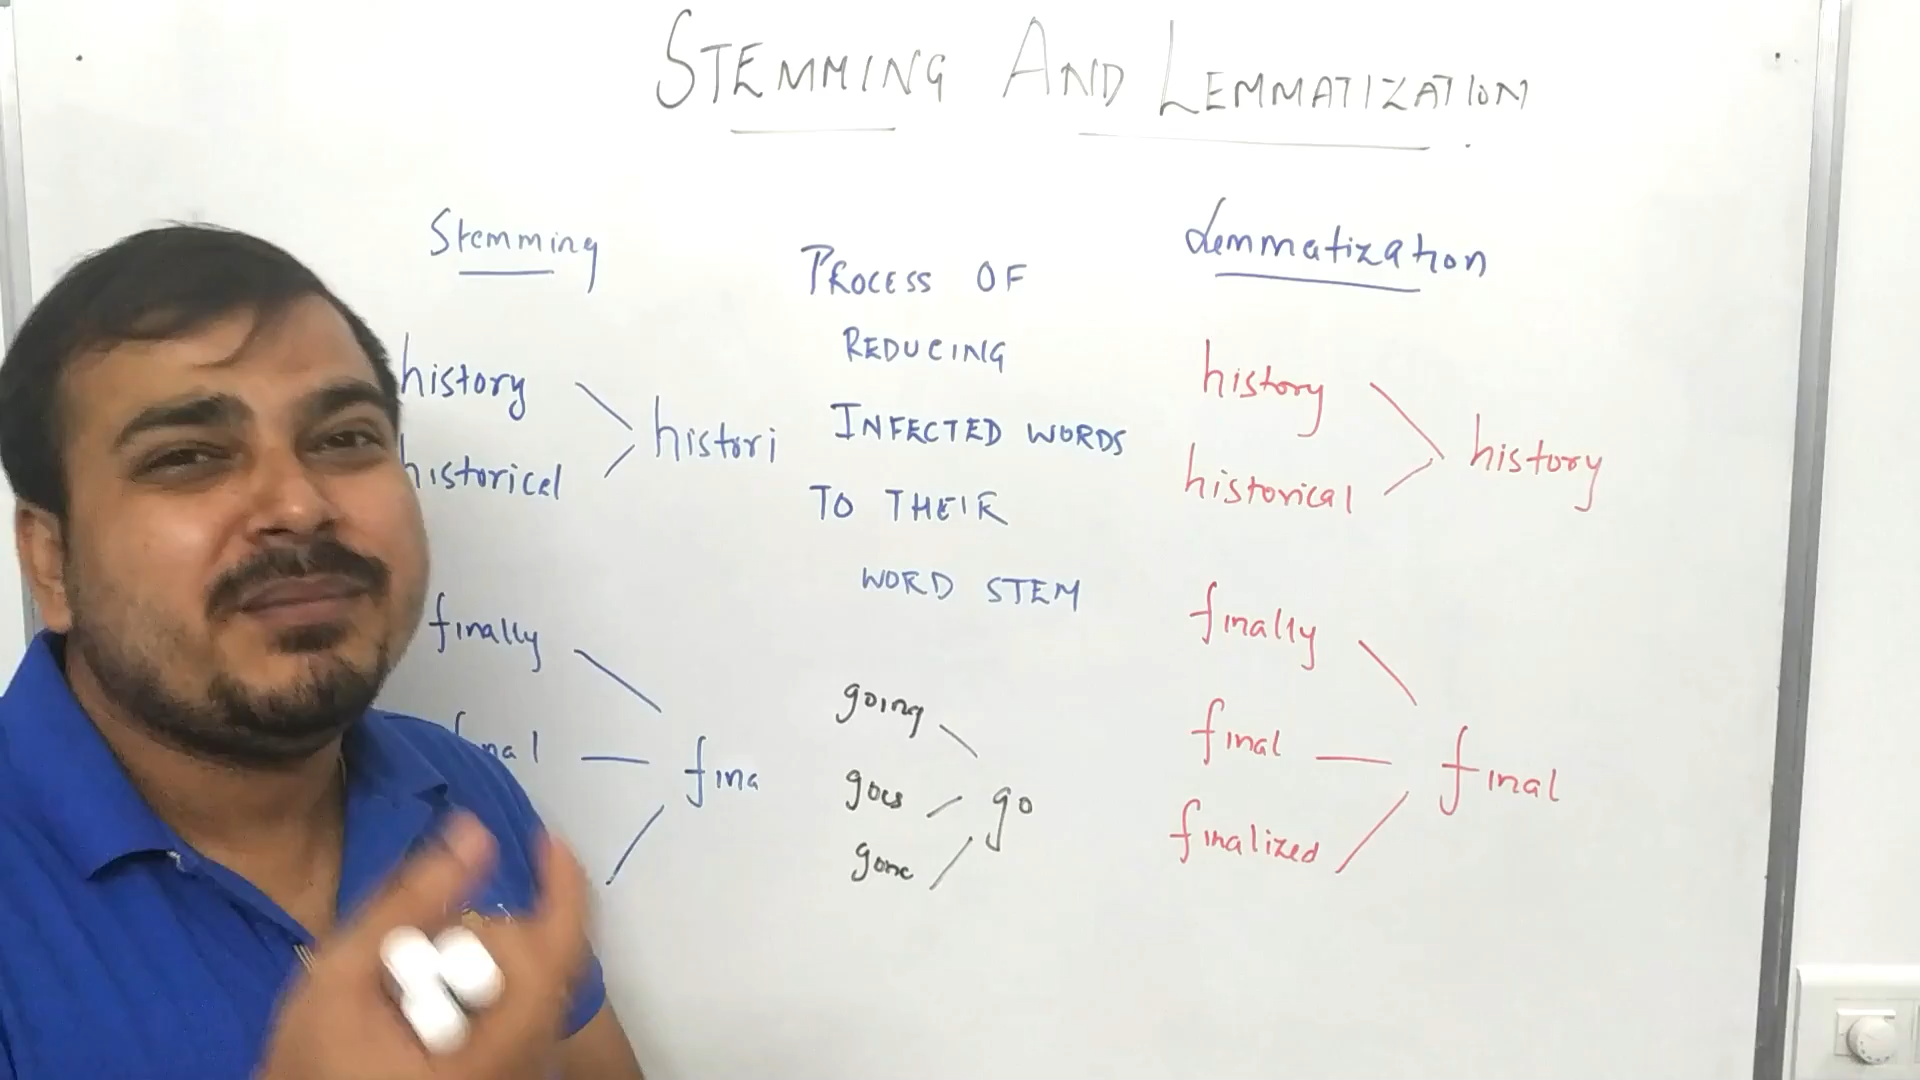 STEMMING AND LEMMATIZATION
Stemming
history
historical
histori
finally
final
fina
PROCESS OF
REDUCING
INFECTED WORDS
TO THEIR
WORD STEM
going
goes
gone
go
Lemmatization
history
historical
history
finally
final
finalized
final